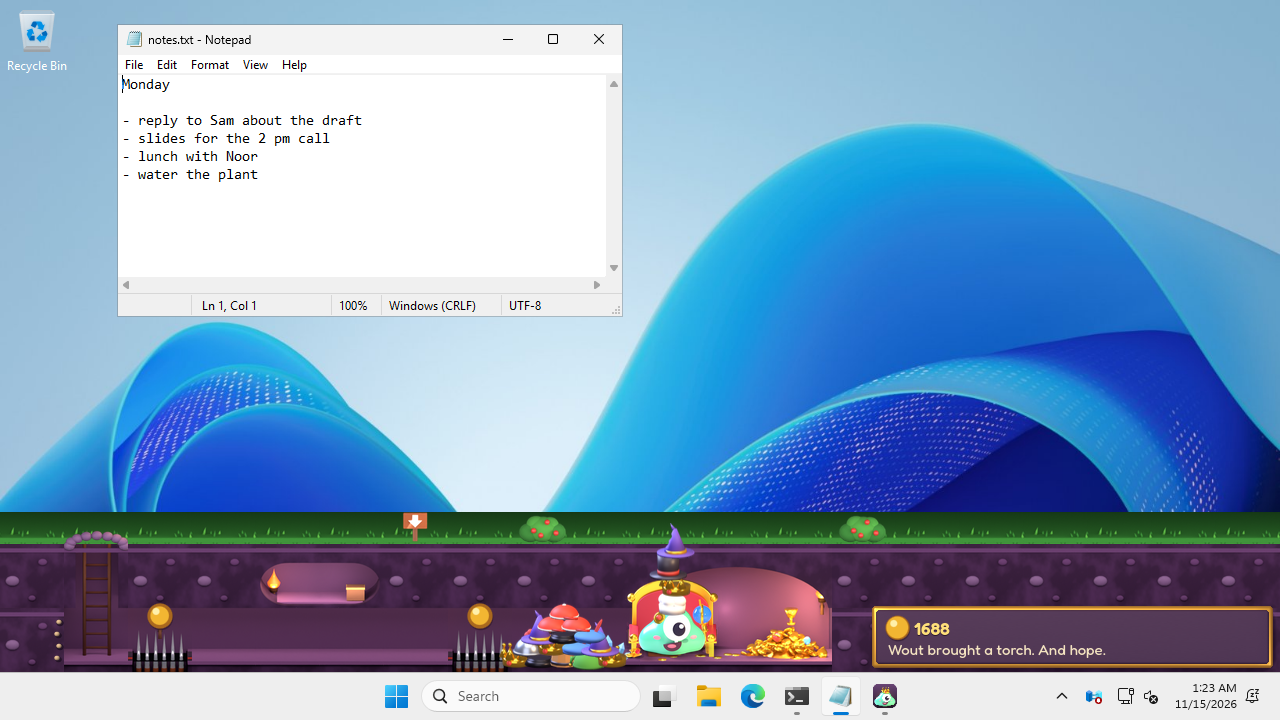 Recycle Bin
notes.txt - Notepad
File Edit Format View Help
Monday
- reply to Sam about the draft
- slides for the 2 pm call
- lunch with Noor
- water the plant
Ln 1, Col 1
100%
Windows (CRLF)
UTF-8
1688
Wout brought a torch. And hope.
Search
1:23 AM
11/15/2026